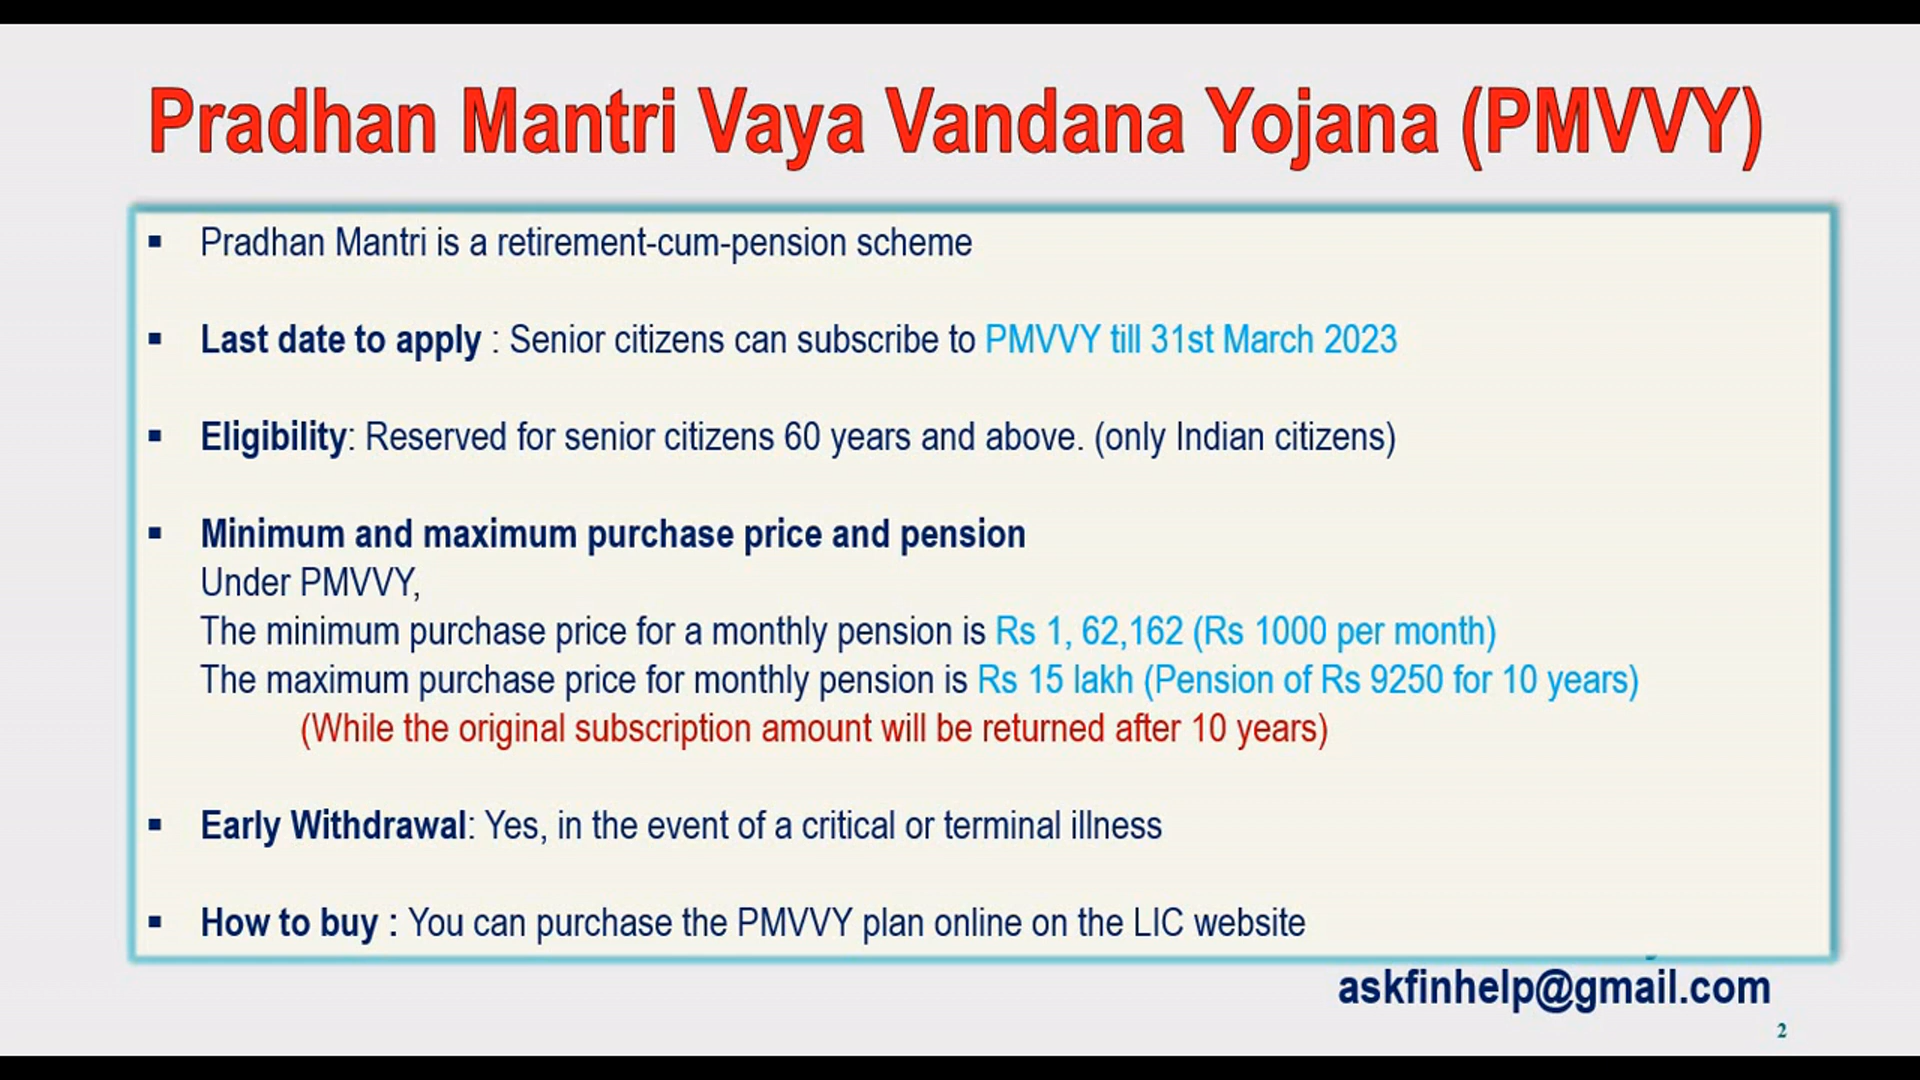 Pradhan Mantri Vaya Vandana Yojana (PMVVY)
▪ Pradhan Mantri is a retirement-cum-pension scheme
▪ Last date to apply : Senior citizens can subscribe to PMVVY till 31st March 2023
▪ Eligibility: Reserved for senior citizens 60 years and above. (only Indian citizens)
▪ Minimum and maximum purchase price and pension
Under PMVVY,
The minimum purchase price for a monthly pension is Rs 1, 62,162 (Rs 1000 per month)
The maximum purchase price for monthly pension is Rs 15 lakh (Pension of Rs 9250 for 10 years)
(While the original subscription amount will be returned after 10 years)
▪ Early Withdrawal: Yes, in the event of a critical or terminal illness
▪ How to buy : You can purchase the PMVVY plan online on the LIC website
askfinhelp@gmail.com
2